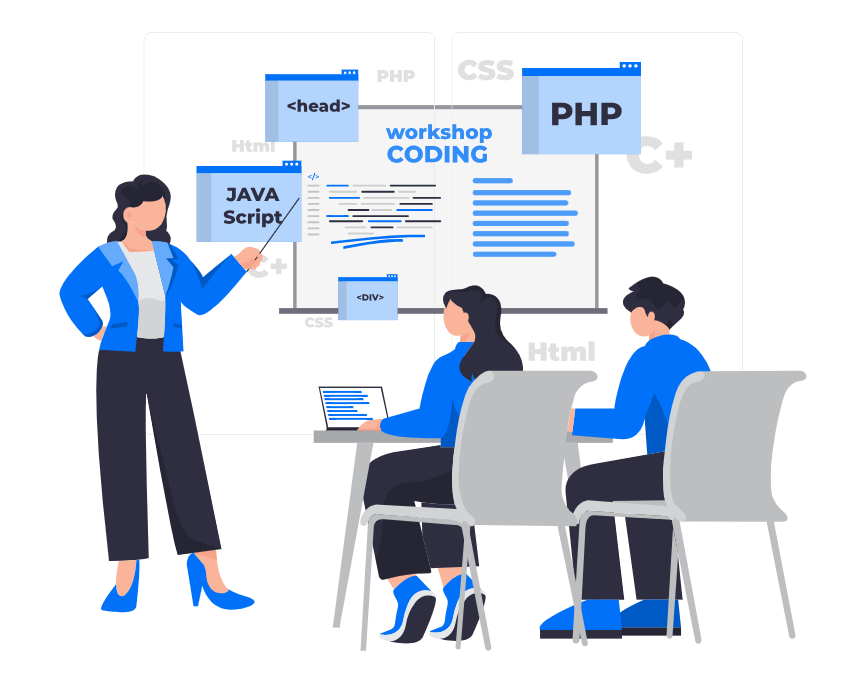 PHP
CSS
<head>
PHP
workshop
CODING
Html
C+
JAVA
Script
</>
C+
<DIV>
CSS
Html